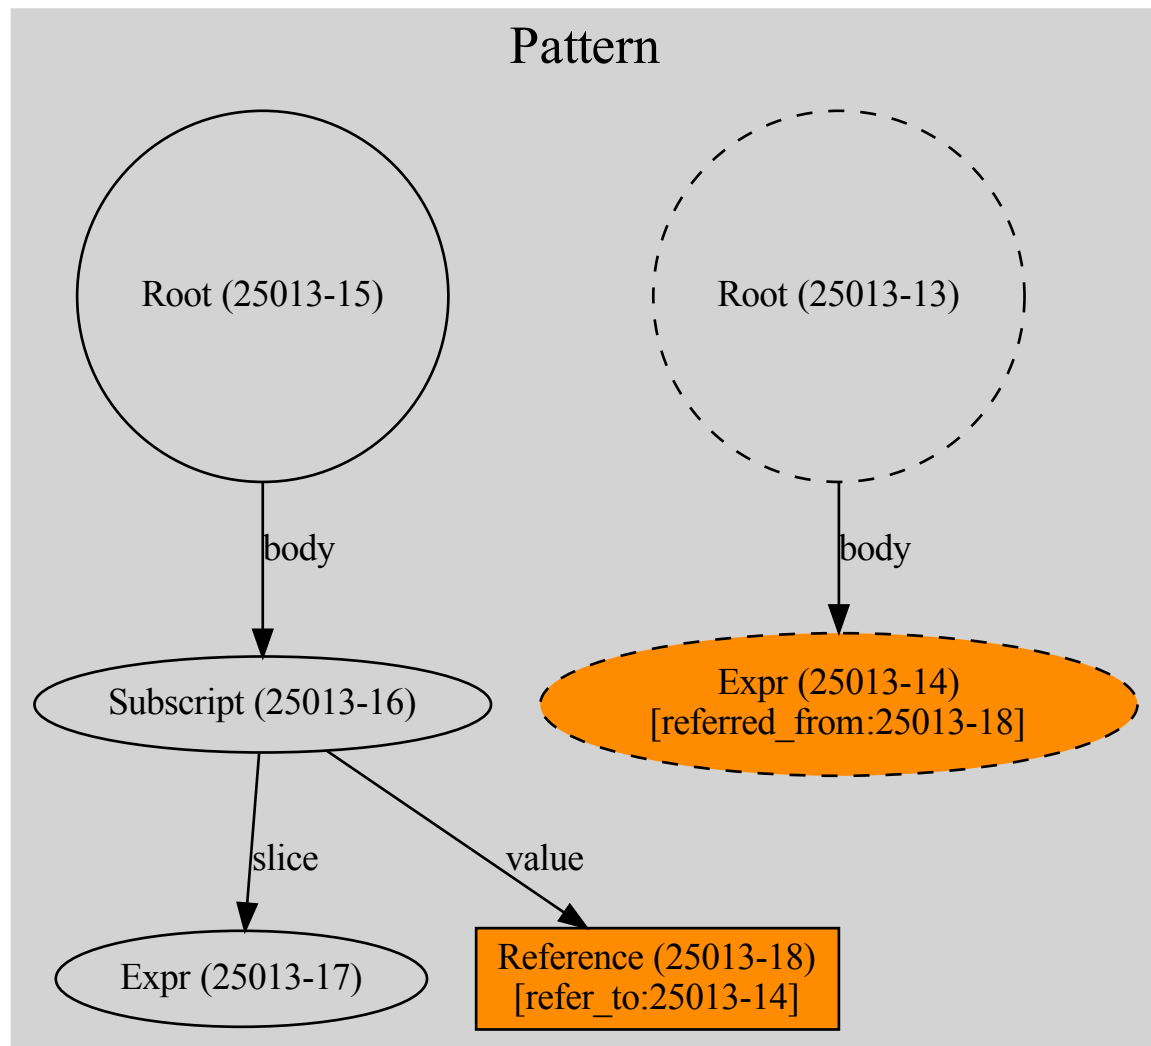 Pattern
Root (25013-15)
Root (25013-13)
body
body
Subscript (25013-16)
Expr (25013-14)
[referred_from:25013-18]
slice
value
Expr (25013-17)
Reference (25013-18)
[refer_to:25013-14]